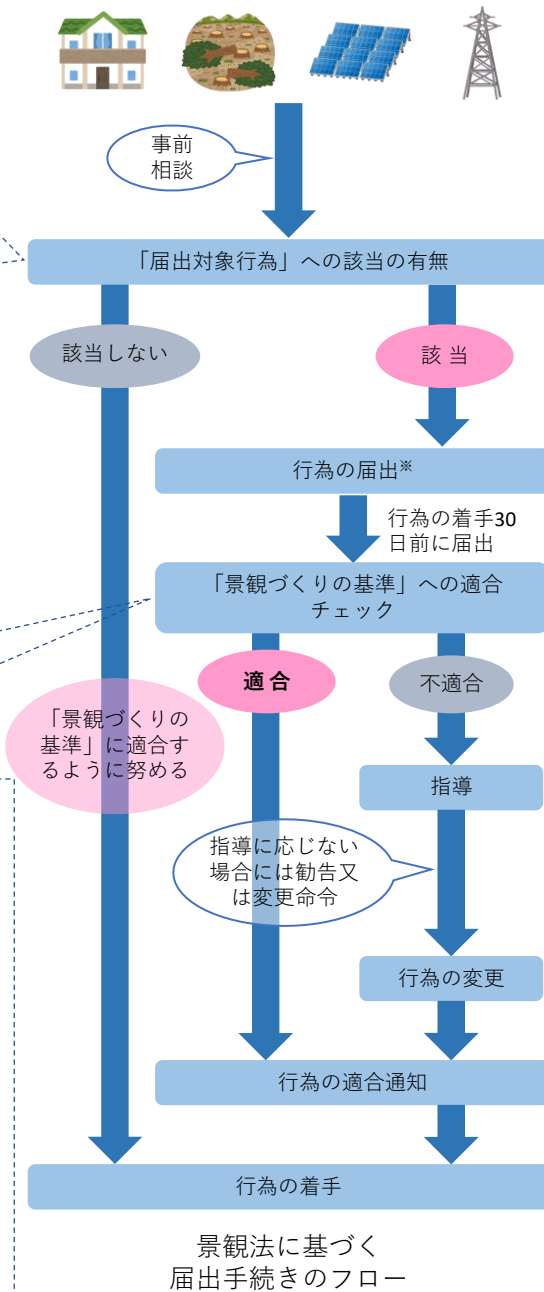 事前
相談
「届出対象行為」への該当の有無
該当しない
該 当
行為の届出※
行為の着手30
日前に届出
「景観づくりの基準」への適合
チェック
適 合
不適合
「景観づくりの
基準」に適合す
るように努める
指導
指導に応じない
場合には勧告又
は変更命令
行為の変更
行為の適合通知
行為の着手
景観法に基づく
届出手続きのフロー